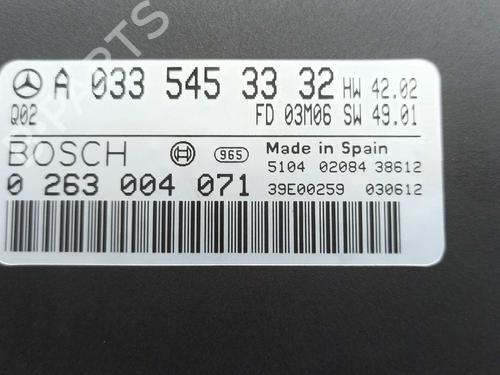 A 033 545 33 32 HW 42.02
Q02 FD 03M06 SW 49.01
BOSCH 965 Made in Spain
5104 02084 38612
0 263 004 071 39E00259 030612
PARTS